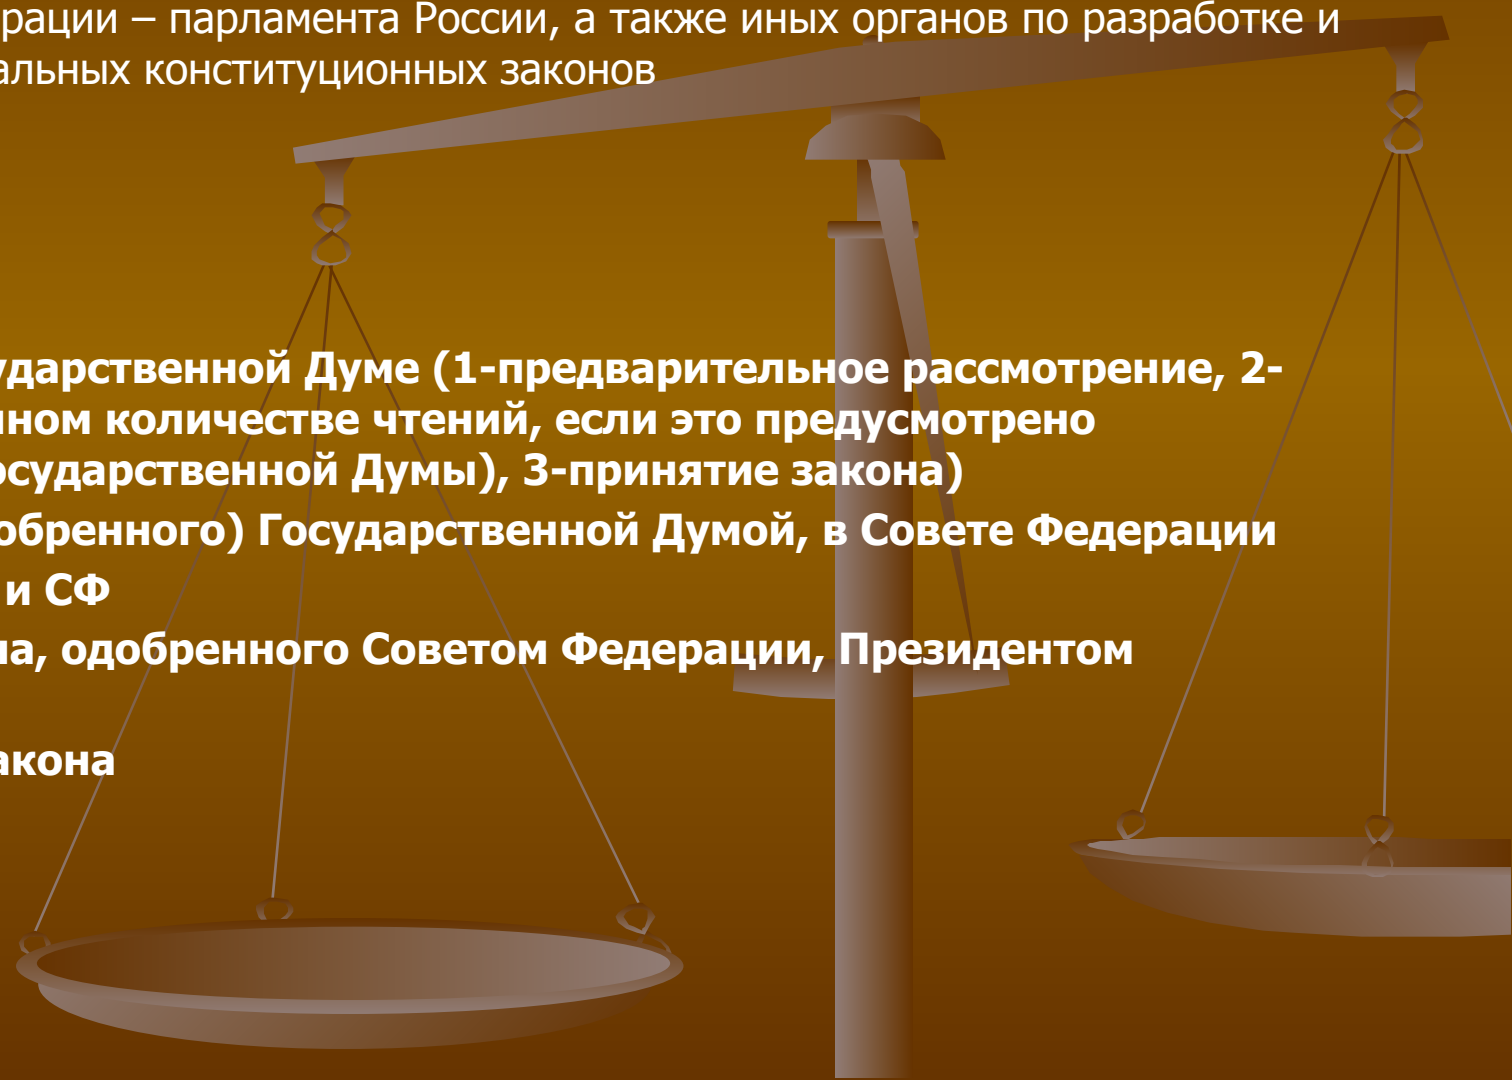 рации – парламента России, а также иных органов по разработке и
альных конституционных законов
ударственной Думе (1-предварительное рассмотрение, 2-
ном количестве чтений, если это предусмотрено
осударственной Думы), 3-принятие закона)
обренного) Государственной Думой, в Совете Федерации
и СФ
на, одобренного Советом Федерации, Президентом
акона